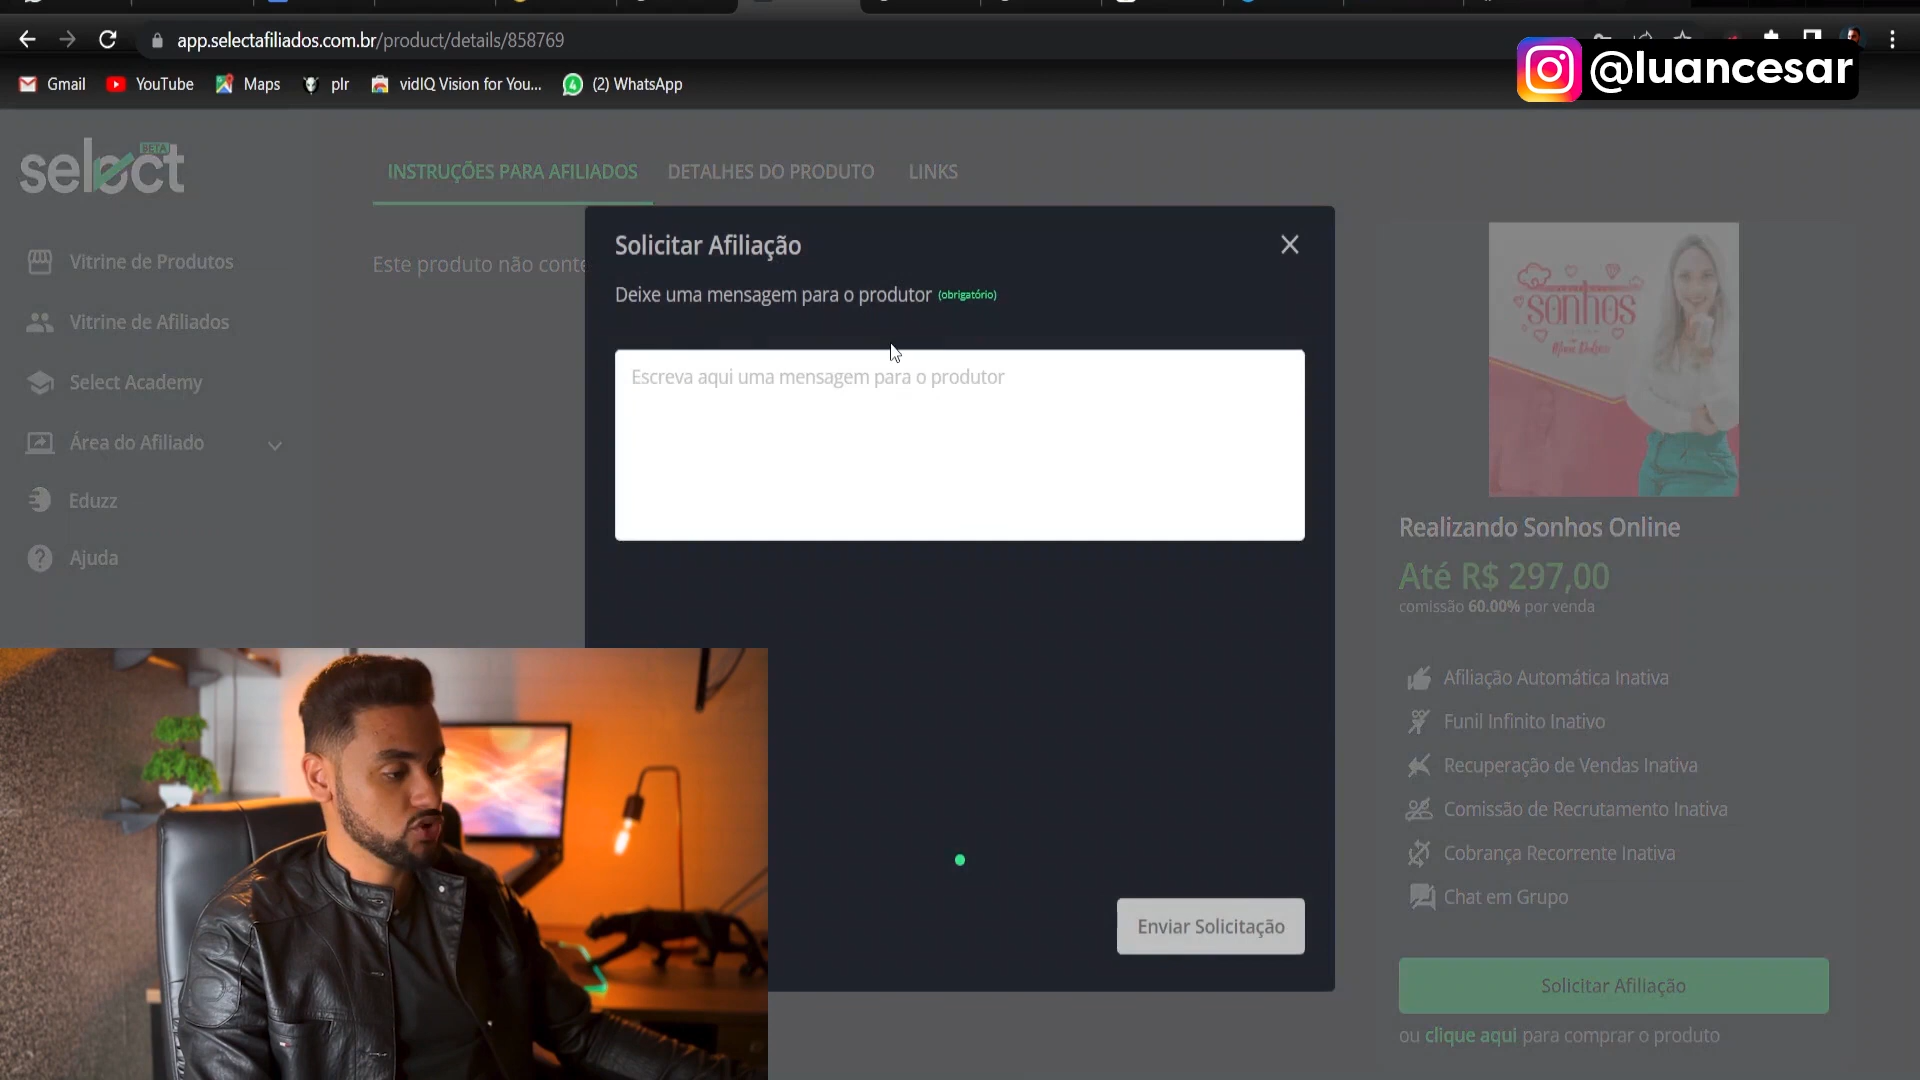 app.selectafiliados.com.br/product/details/858769
Gmail
YouTube
Maps
plr
vidIQ Vision for You...
(2) WhatsApp
@luancesar
select
BETA
INSTRUÇÕES PARA AFILIADOS
DETALHES DO PRODUTO
LINKS
Vitrine de Produtos
Vitrine de Afiliados
Select Academy
Área do Afiliado
Eduzz
Ajuda
Este produto não conte
Solicitar Afiliação
Deixe uma mensagem para o produtor (obrigatório)
Escreva aqui uma mensagem para o produtor
Enviar Solicitação
sonhos
Realizando Sonhos Online
Até R$ 297,00
comissão 60.00% por venda
Afiliação Automática Inativa
Funil Infinito Inativo
Recuperação de Vendas Inativa
Comissão de Recrutamento Inativa
Cobrança Recorrente Inativa
Chat em Grupo
Solicitar Afiliação
ou clique aqui para comprar o produto